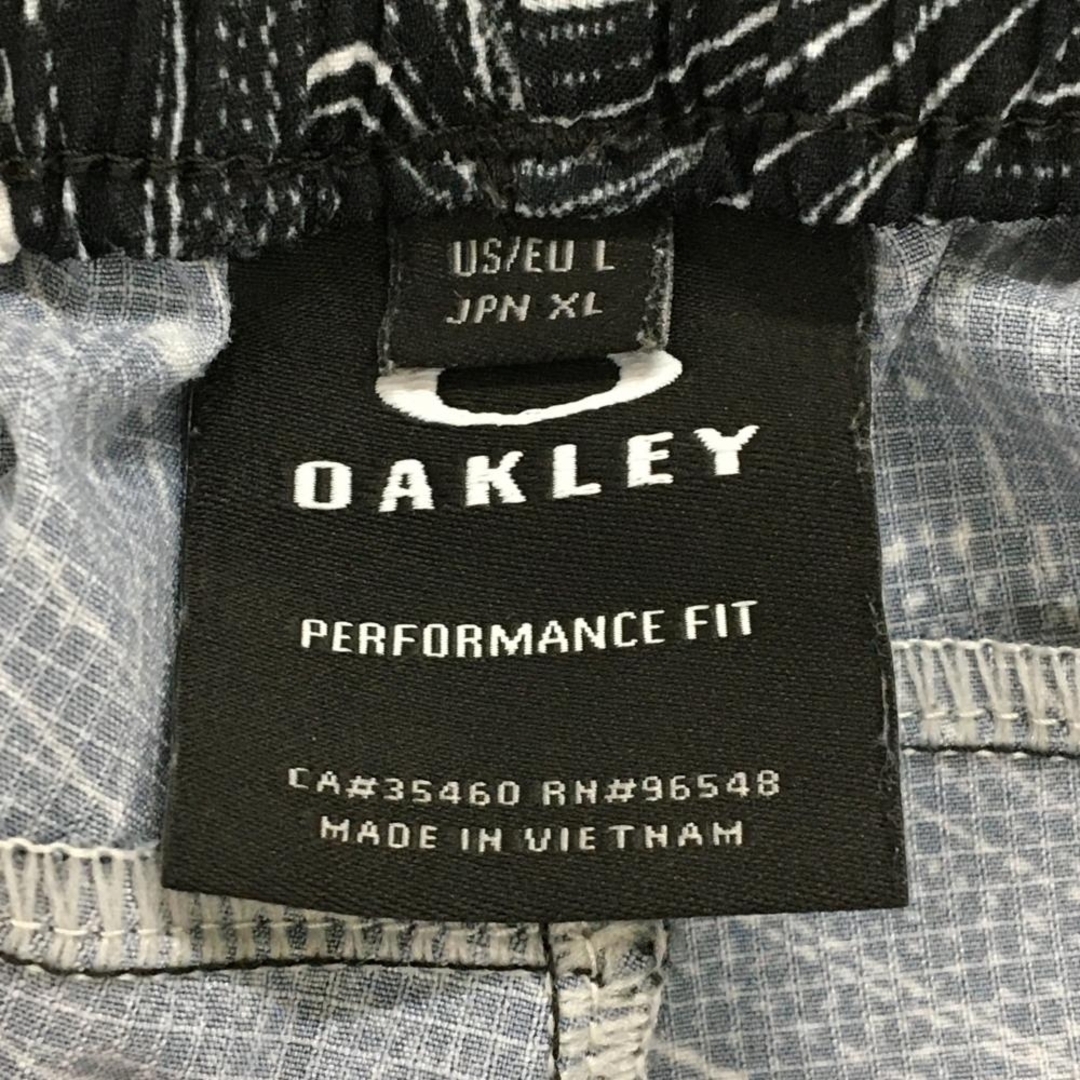 US/EU L
JPN XL
OAKLEY
PERFORMANCE FIT
CA#35460 RN#96548
MADE IN VIETNAM